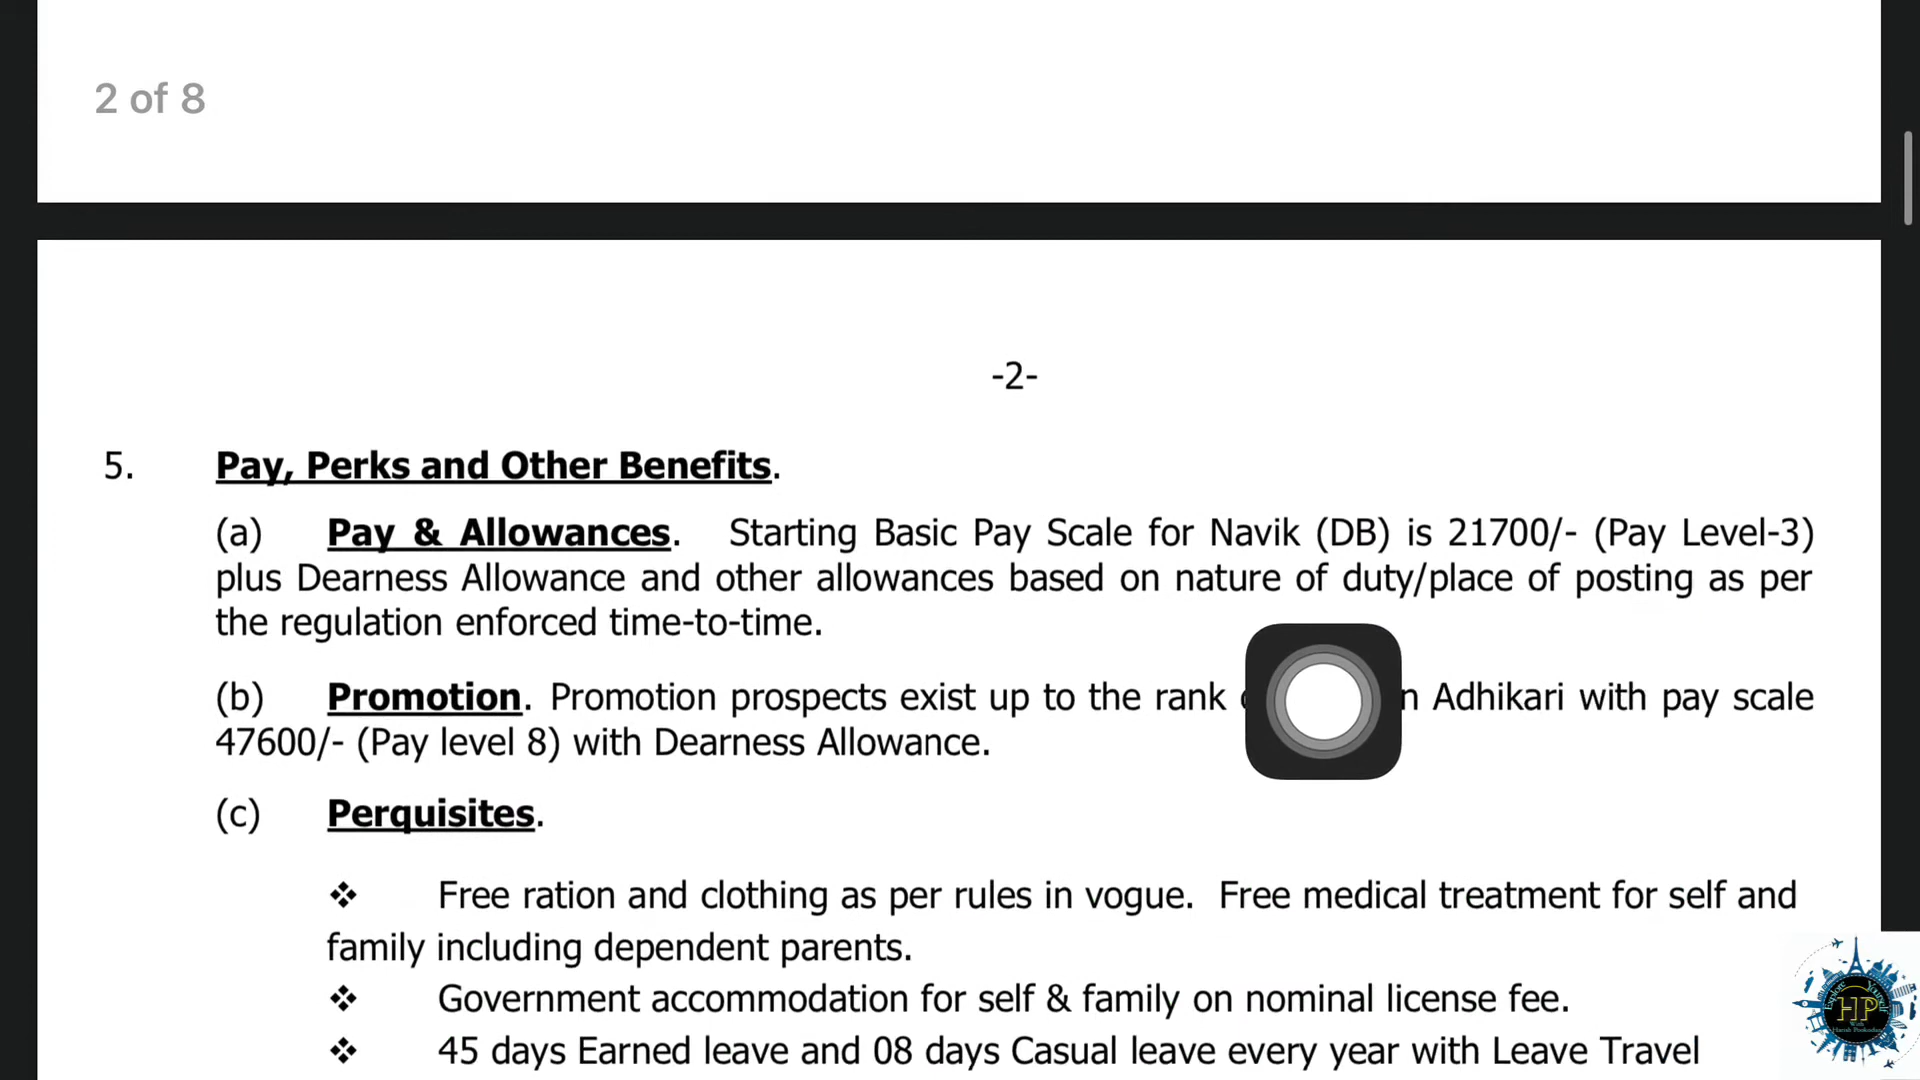 2 of 8
-2-
5. Pay, Perks and Other Benefits.
(a) Pay & Allowances. Starting Basic Pay Scale for Navik (DB) is 21700/- (Pay Level-3)
plus Dearness Allowance and other allowances based on nature of duty/place of posting as per
the regulation enforced time-to-time.
(b) Promotion. Promotion prospects exist up to the rank Adhikari with pay scale
47600/- (Pay level 8) with Dearness Allowance.
(c) Perquisites.
❖ Free ration and clothing as per rules in vogue. Free medical treatment for self and
family including dependent parents.
❖ Government accommodation for self & family on nominal license fee.
❖ 45 days Earned leave and 08 days Casual leave every year with Leave Travel
Explore Yourself
HP
With